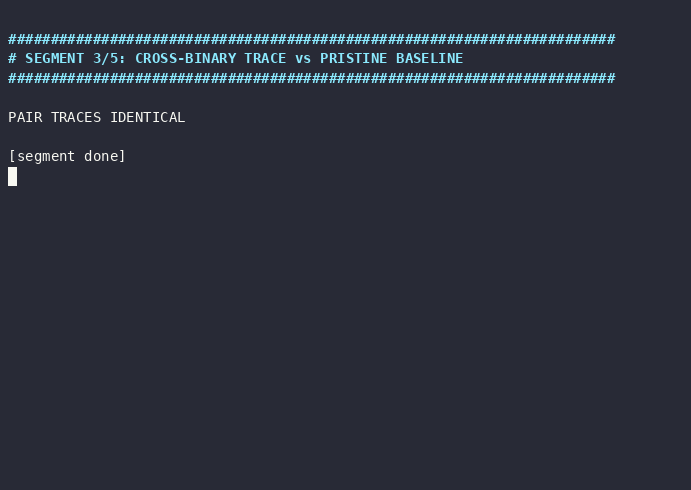 ########################################################################
# SEGMENT 3/5: CROSS-BINARY TRACE vs PRISTINE BASELINE
########################################################################
PAIR TRACES IDENTICAL
[segment done]